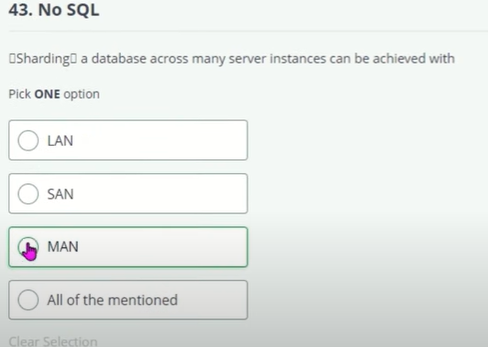 43. No SQL
▯Sharding▯ a database across many server instances can be achieved with
Pick ONE option
LAN
SAN
MAN
All of the mentioned
Clear Selection